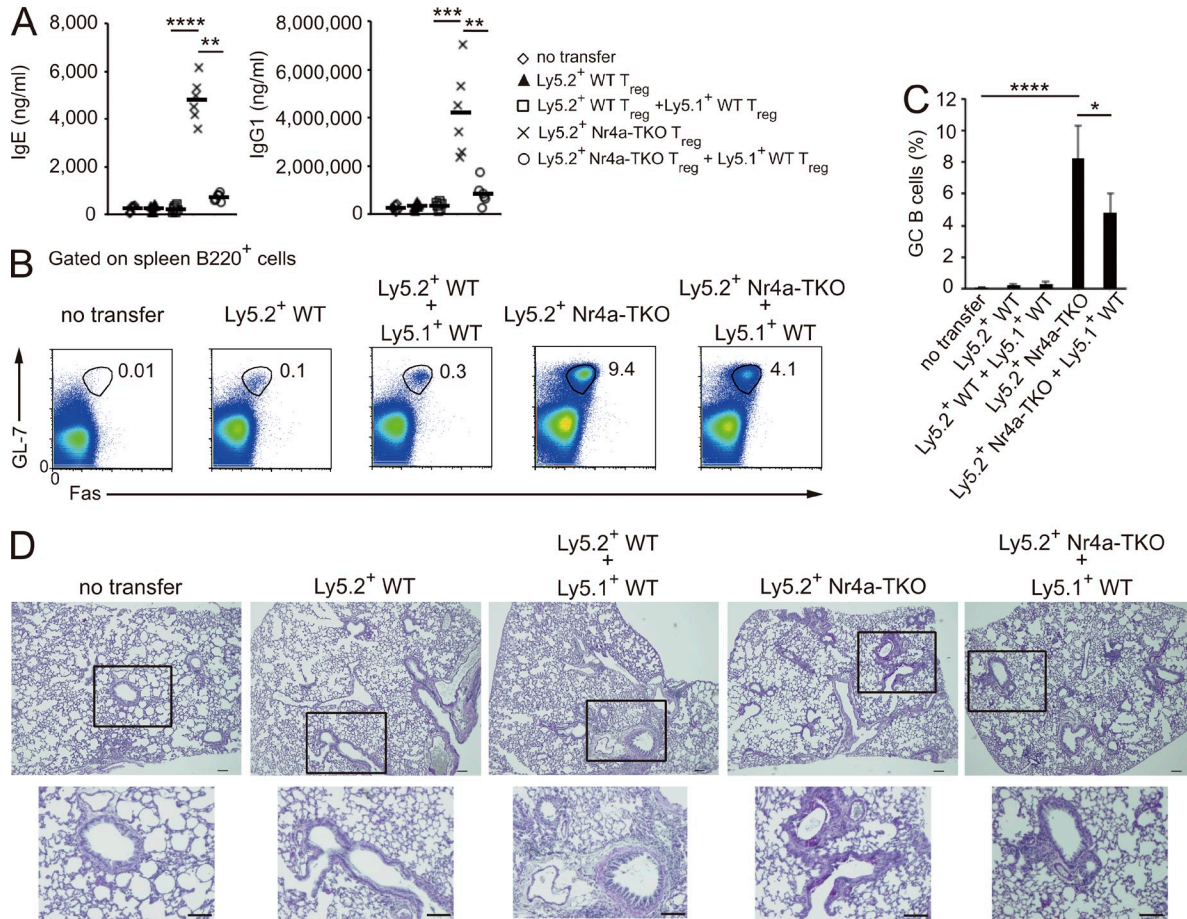 A
IgE (ng/ml)
8,000
6,000
4,000
2,000
0
****
**
IgG1 (ng/ml)
8,000,000
6,000,000
4,000,000
2,000,000
0
***
**
no transfer
Ly5.2+ WT Treg
Ly5.2+ WT Treg +Ly5.1+ WT Treg
Ly5.2+ Nr4a-TKO Treg
Ly5.2+ Nr4a-TKO Treg + Ly5.1+ WT Treg
B Gated on spleen B220+ cells
no transfer
Ly5.2+ WT
Ly5.2+ WT
+
Ly5.1+ WT
Ly5.2+ Nr4a-TKO
Ly5.2+ Nr4a-TKO
+
Ly5.1+ WT
0.01
0.1
0.3
9.4
4.1
GL-7
0
0
Fas
C
GC B cells (%)
12
10
8
6
4
2
0
****
*
no transfer
Ly5.2+ WT
Ly5.2+ WT + Ly5.1+ WT
Ly5.2+ Nr4a-TKO
Ly5.2+ Nr4a-TKO + Ly5.1+ WT
D
no transfer
Ly5.2+ WT
Ly5.2+ WT
+
Ly5.1+ WT
Ly5.2+ Nr4a-TKO
Ly5.2+ Nr4a-TKO
+
Ly5.1+ WT